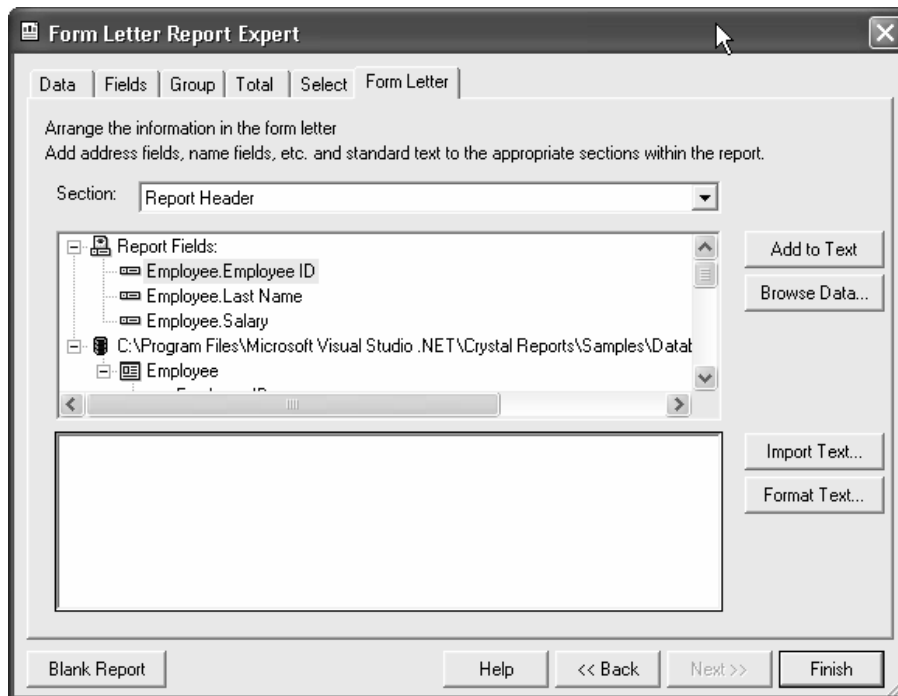 Form Letter Report Expert
Data Fields Group Total Select Form Letter
Arrange the information in the form letter
Add address fields, name fields, etc. and standard text to the appropriate sections within the report.
Section: Report Header
Report Fields:
Employee.Employee ID
Employee.Last Name
Employee.Salary
C:\Program Files\Microsoft Visual Studio .NET\Crystal Reports\Samples\Datab
Employee
Add to Text
Browse Data...
Import Text...
Format Text...
Blank Report Help << Back Next >> Finish